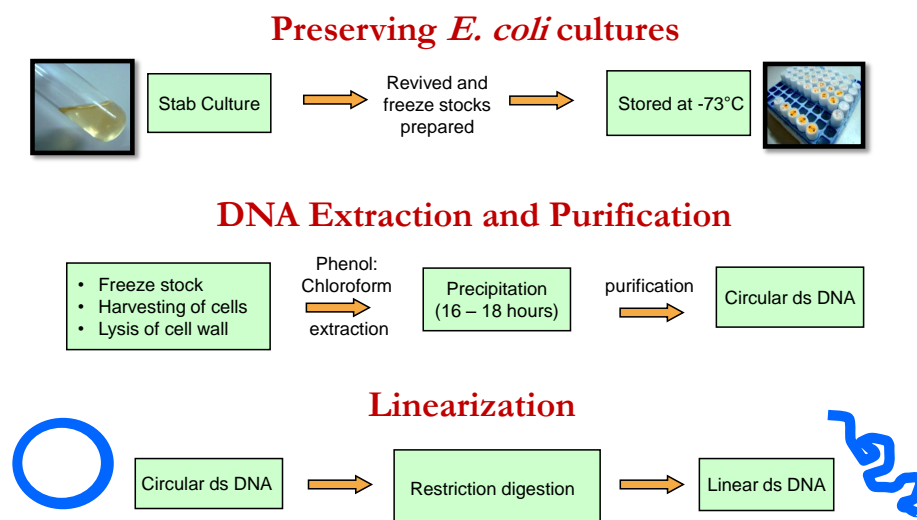 Preserving E. coli cultures
Stab Culture
Revived and
freeze stocks
prepared
Stored at -73°C
DNA Extraction and Purification
• Freeze stock
• Harvesting of cells
• Lysis of cell wall
Phenol:
Chloroform
extraction
Precipitation
(16 – 18 hours)
purification
Circular ds DNA
Linearization
Circular ds DNA
Restriction digestion
Linear ds DNA